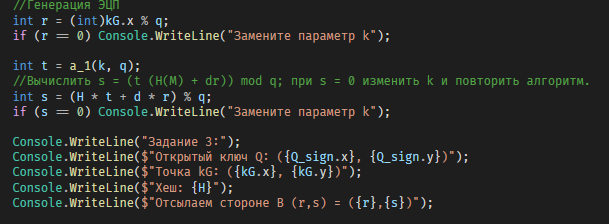 //Генерация ЭЦП
int r = (int)kG.x % q;
if (r == 0) Console.WriteLine("Замените параметр k");
int t = a_1(k, q);
//Вычислить s = (t (H(M) + dr)) mod q; при s = 0 изменить k и повторить алгоритм.
int s = (H * t + d * r) % q;
if (s == 0) Console.WriteLine("Замените параметр k");
Console.WriteLine("Задание 3:");
Console.WriteLine($"Открытый ключ Q: ({Q_sign.x}, {Q_sign.y})");
Console.WriteLine($"Точка kG: ({kG.x}, {kG.y})");
Console.WriteLine($"Хеш: {H}");
Console.WriteLine($"Отсылаем стороне B (r,s) = ({r},{s})");